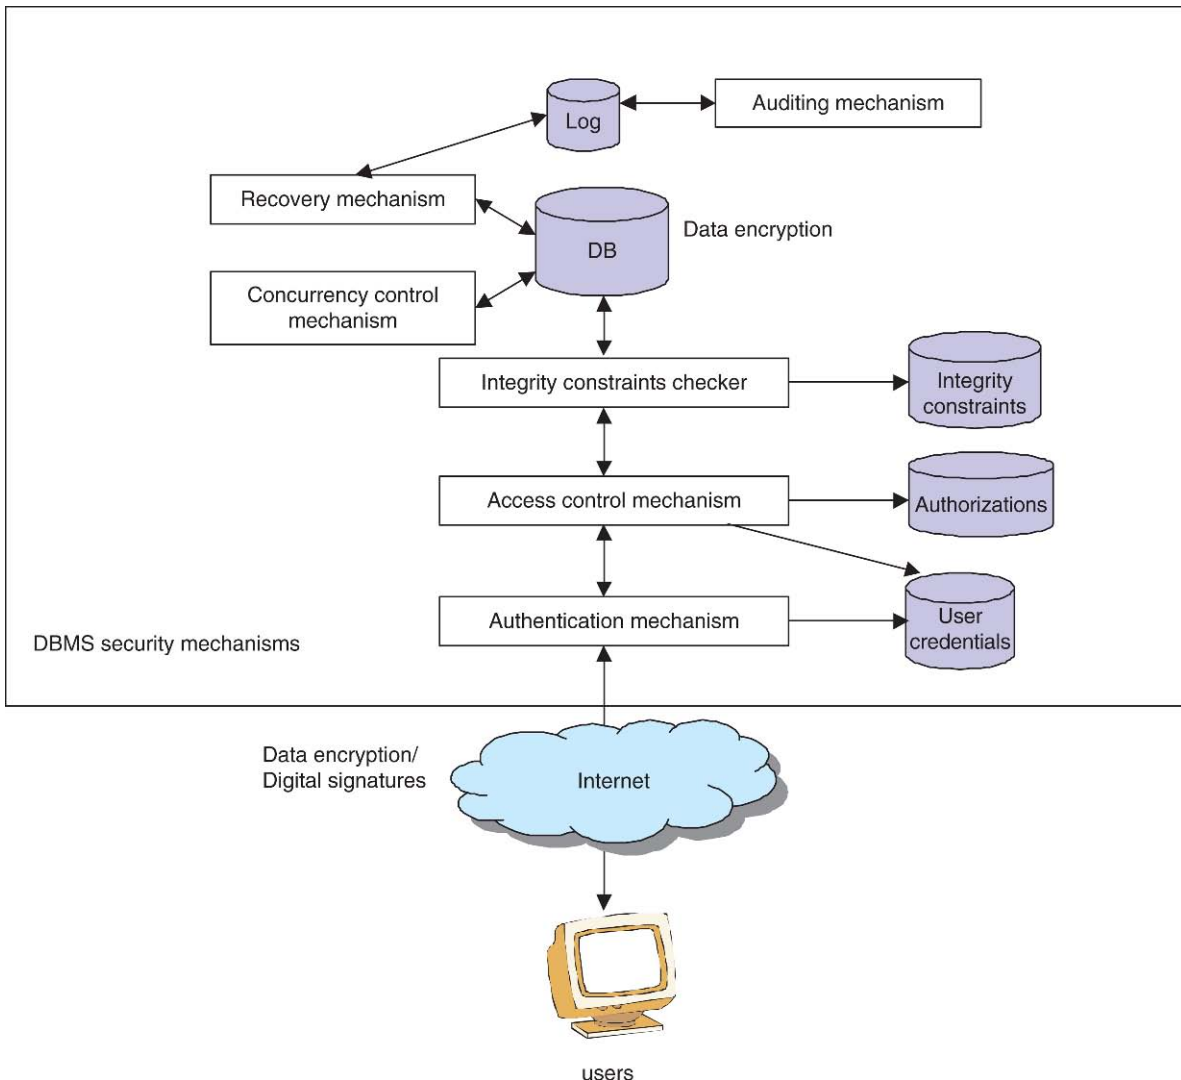 Log
Auditing mechanism
Recovery mechanism
DB
Data encryption
Concurrency control
mechanism
Integrity constraints checker
Integrity
constraints
Access control mechanism
Authorizations
Authentication mechanism
User
credentials
DBMS security mechanisms
Data encryption/
Digital signatures
Internet
users